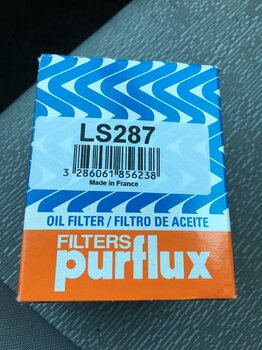 LS287
3 286061 856238
Made in France
OIL FILTER / FILTRO DE ACEITE
FILTERS
purflux